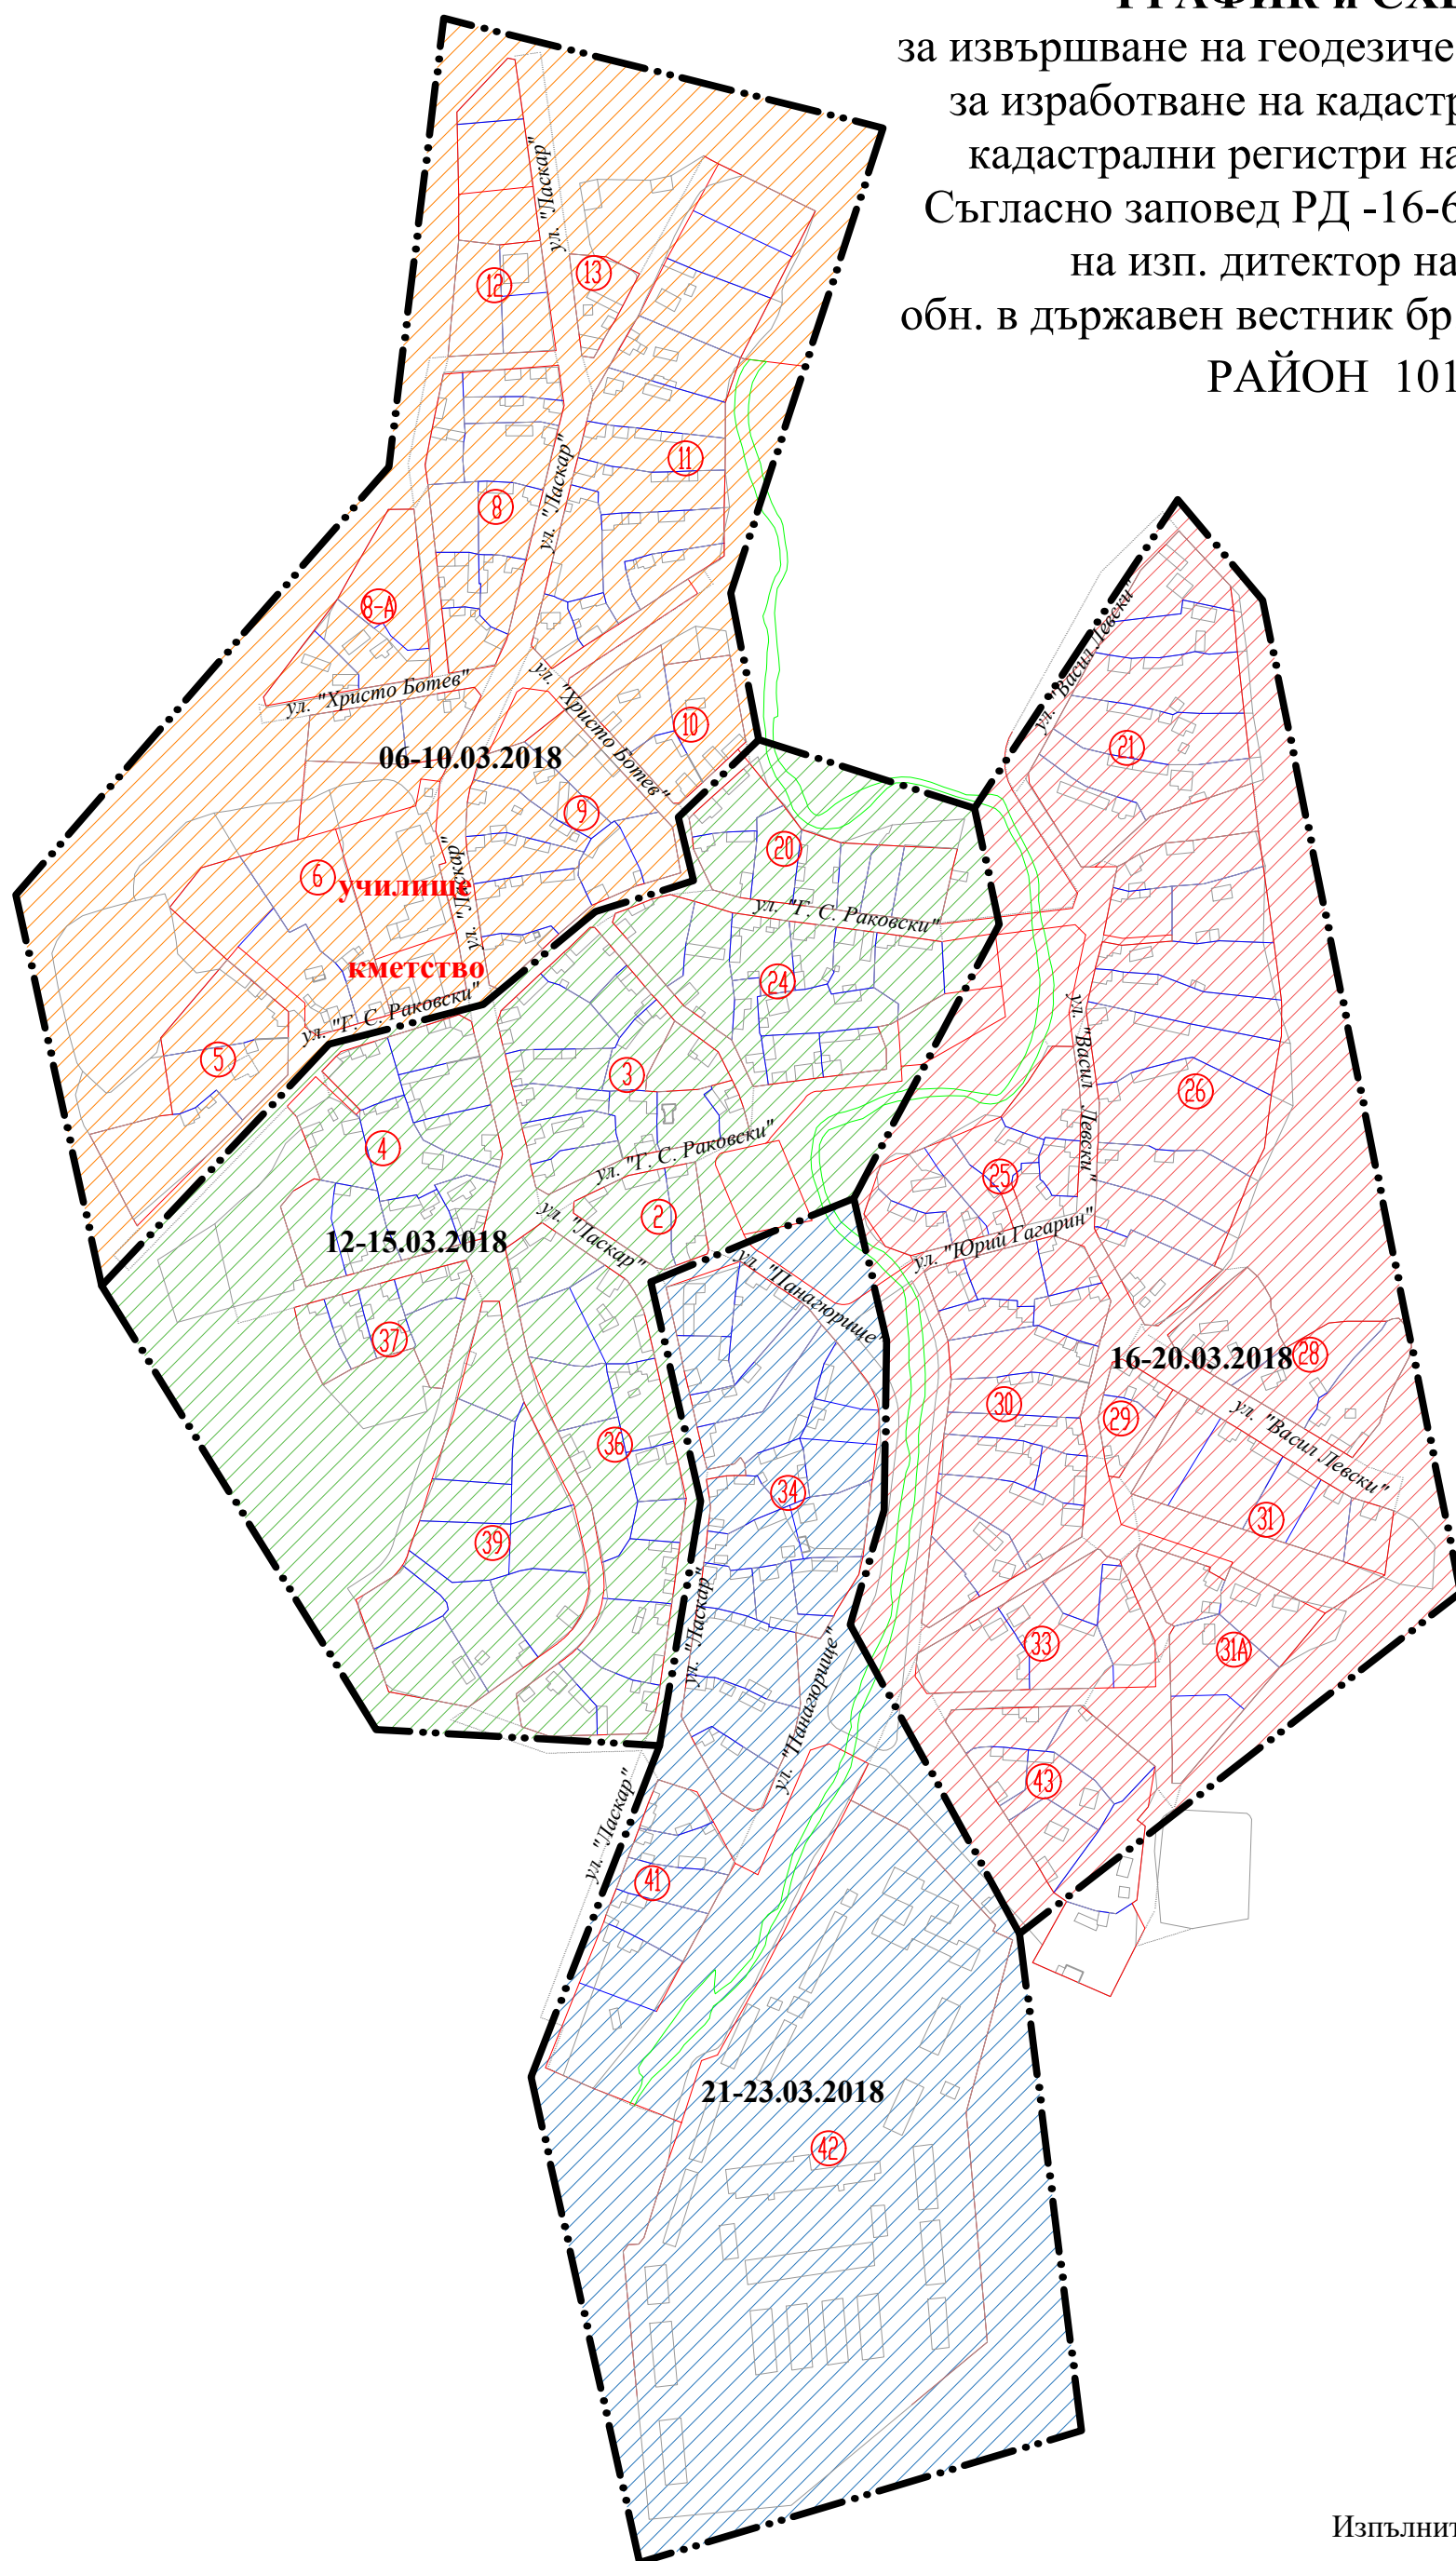 ГРАФИК и СХЕ
за извършване на геодезиче
за изработване на кадастр
кадастрални регистри на
Съгласно заповед РД -16-6
на изп. дитектор на
обн. в държавен вестник бр
РАЙОН 101
ул. "Ласкар"
12
13
11
ул. "Ласкар"
8
8-А
ул. "Христо Ботев"
ул. "Христо Ботев"
10
06-10.03.2018
9
ул. "Ласкар"
6
училище
кметство
ул. "Г. С. Раковски"
5
ул. "Васил Левски"
21
20
ул. "Г. С. Раковски"
24
3
ул. "Васил Левски"
26
4
ул. "Г. С. Раковски"
25
2
ул. "Ласкар"
12-15.03.2018
ул. "Юрий Гагарин"
ул. "Панагюрище"
37
16-20.03.2018
28
30
29
ул. "Васил Левски"
36
34
31
39
ул. "Ласкар"
33
31А
ул. "Панагюрище"
43
ул. "Ласкар"
41
21-23.03.2018
42
Изпълнит